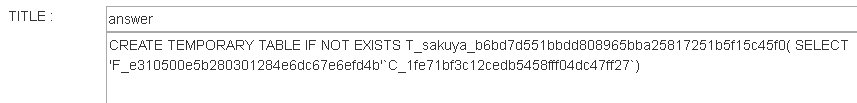 TITLE :
answer
CREATE TEMPORARY TABLE IF NOT EXISTS T_sakuya_b6bd7d551bbdd808965bba25817251b5f15c45f0( SELECT
'F_e310500e5b280301284e6dc67e6efd4b'`C_1fe71bf3c12cedb5458fff04dc47ff27`)